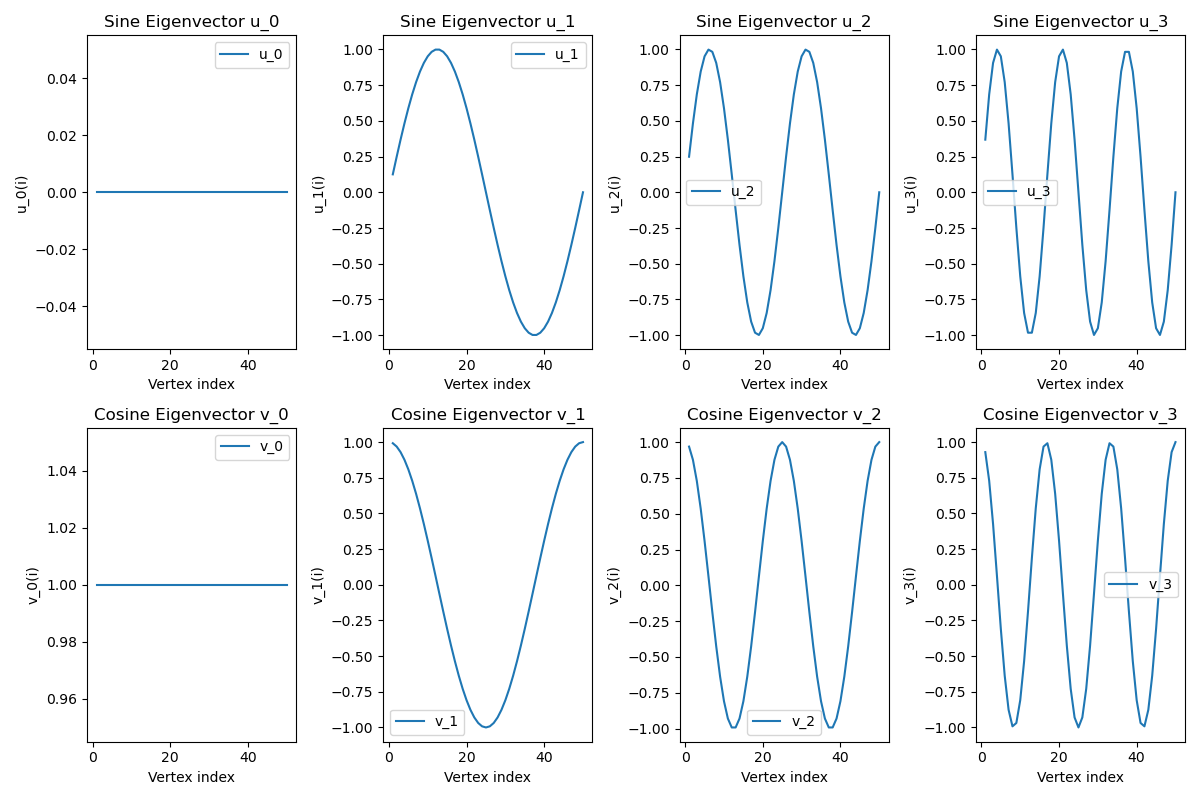 Sine Eigenvector u_0
u_0(i)
0.04
0.02
0.00
−0.02
−0.04
u_0
0
20
40
Vertex index
Sine Eigenvector u_1
u_1(i)
1.00
0.75
0.50
0.25
0.00
−0.25
−0.50
−0.75
−1.00
u_1
0
20
40
Vertex index
Sine Eigenvector u_2
u_2(i)
1.00
0.75
0.50
0.25
0.00
−0.25
−0.50
−0.75
−1.00
u_2
0
20
40
Vertex index
Sine Eigenvector u_3
u_3(i)
1.00
0.75
0.50
0.25
0.00
−0.25
−0.50
−0.75
−1.00
u_3
0
20
40
Vertex index
Cosine Eigenvector v_0
v_0(i)
1.04
1.02
1.00
0.98
0.96
v_0
0
20
40
Vertex index
Cosine Eigenvector v_1
v_1(i)
1.00
0.75
0.50
0.25
0.00
−0.25
−0.50
−0.75
−1.00
v_1
0
20
40
Vertex index
Cosine Eigenvector v_2
v_2(i)
1.00
0.75
0.50
0.25
0.00
−0.25
−0.50
−0.75
−1.00
v_2
0
20
40
Vertex index
Cosine Eigenvector v_3
v_3(i)
1.00
0.75
0.50
0.25
0.00
−0.25
−0.50
−0.75
−1.00
v_3
0
20
40
Vertex index